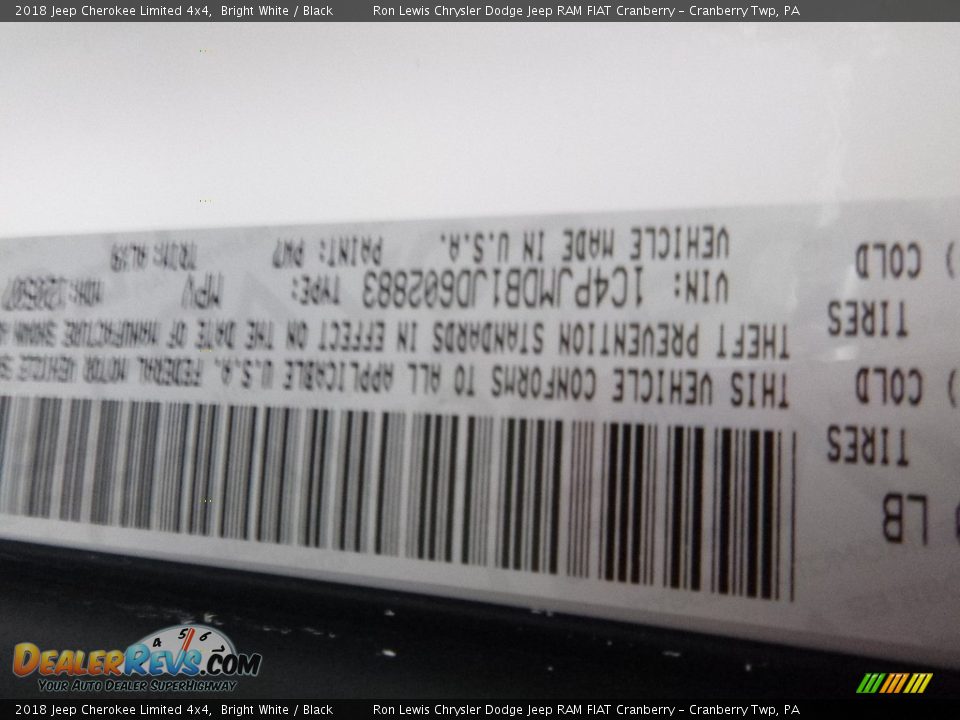 2018 Jeep Cherokee Limited 4x4, Bright White / Black Ron Lewis Chrysler Dodge Jeep RAM FIAT Cranberry - Cranberry Twp, PA
LB
TIRES
COLD )
TIRES
COLD )
THIS VEHICLE CONFORMS TO ALL APPLICABLE U.S.A. FEDERAL MOTOR VEHICLE
THEFT PREVENTION STANDARDS IN EFFECT ON THE DATE OF MANUFACTURE SHOWN
VIN: 1C4PJMDB1JD602883 TYPE: MPV MDH:
VEHICLE MADE IN U.S.A. PAINT: PW7 TRIM:
DEALERREVS.COM
YOUR AUTO DEALER SUPERHIGHWAY
4 5 6
2018 Jeep Cherokee Limited 4x4, Bright White / Black Ron Lewis Chrysler Dodge Jeep RAM FIAT Cranberry - Cranberry Twp, PA